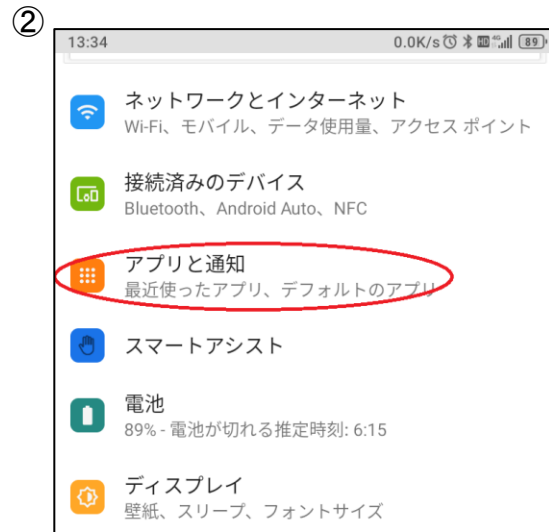 ②
13:34 0.0K/s HD 4G 89
ネットワークとインターネット
Wi-Fi、モバイル、データ使用量、アクセス ポイント
接続済みのデバイス
Bluetooth、Android Auto、NFC
アプリと通知
最近使ったアプリ、デフォルトのアプリ
スマートアシスト
電池
89% - 電池が切れる推定時刻: 6:15
ディスプレイ
壁紙、スリープ、フォントサイズ